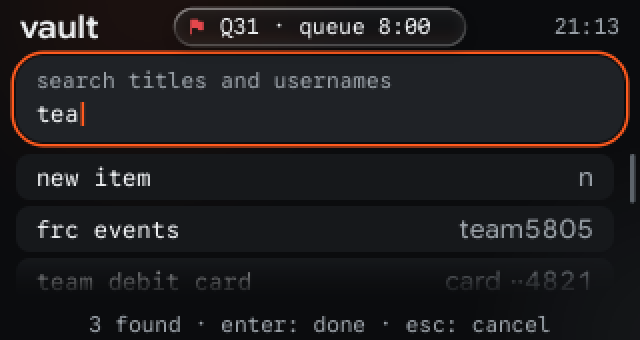 vault
Q31 · queue 8:00
21:13
search titles and usernames
tea
new item n
frc events team5805
team debit card card ··4821
3 found · enter: done · esc: cancel